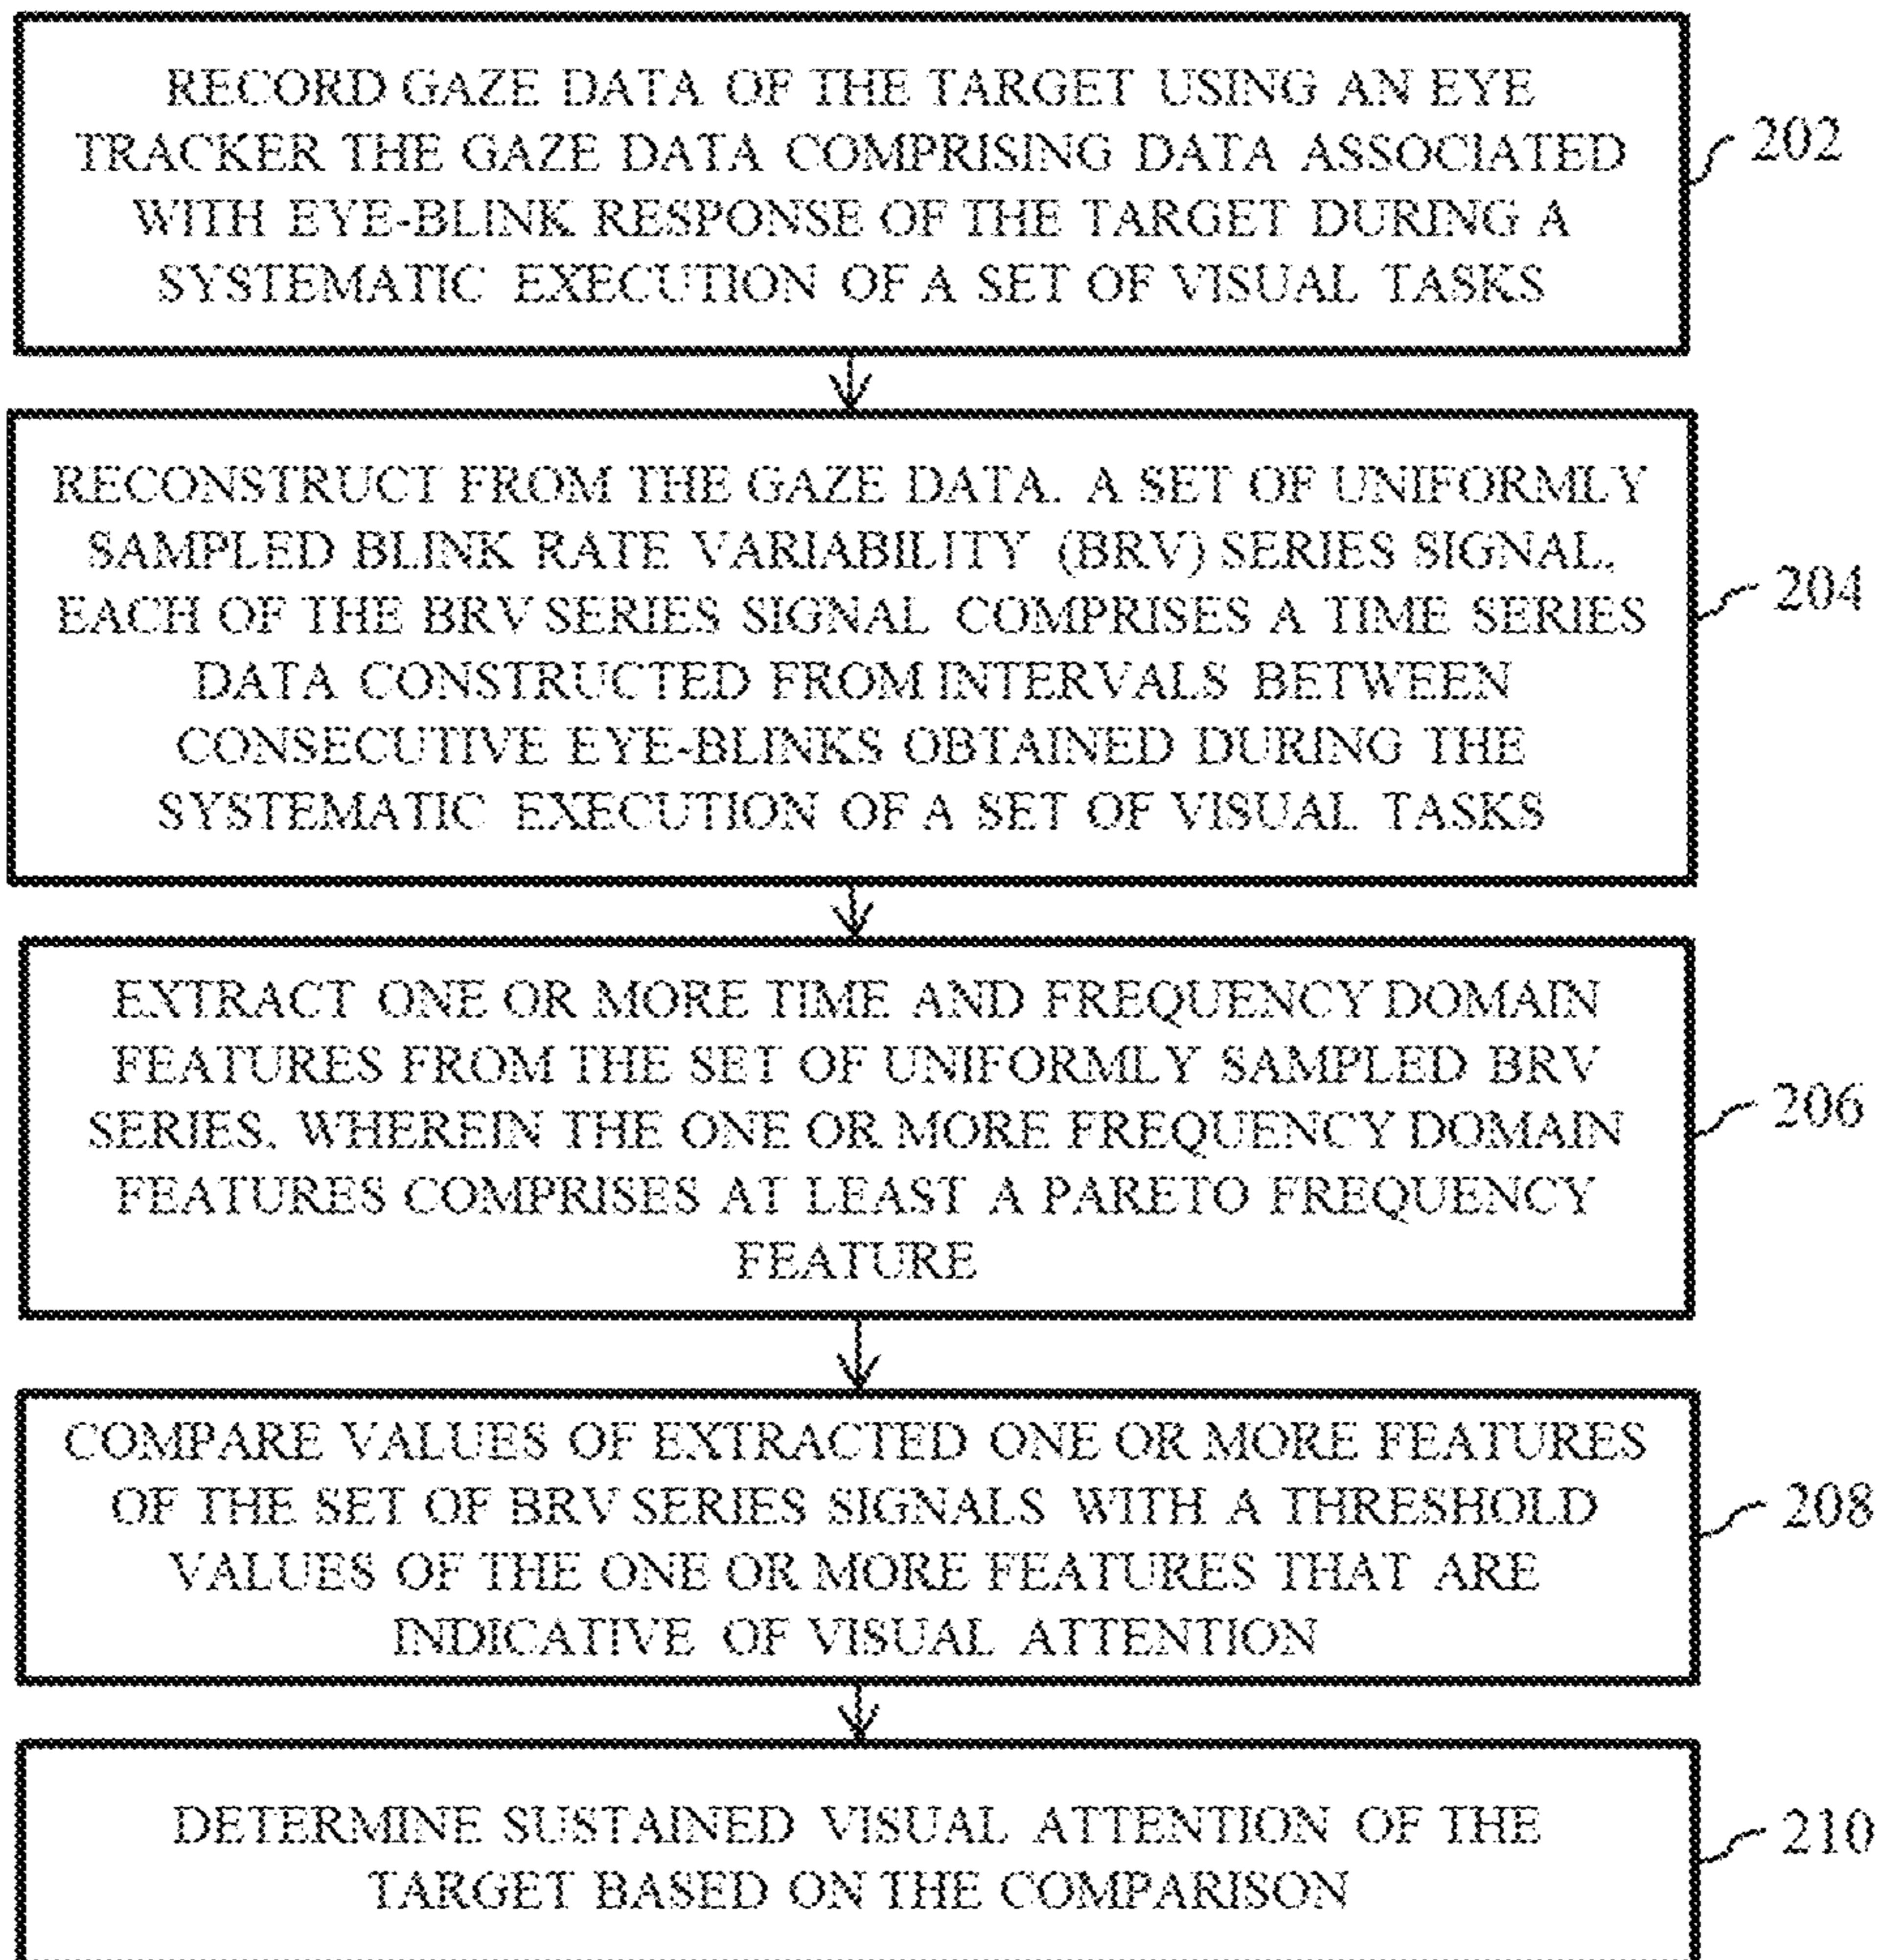 RECORD GAZE DATA OF THE TARGET USING AN EYE
TRACKER THE GAZE DATA COMPRISING DATA ASSOCIATED
WITH EYE-BLINK RESPONSE OF THE TARGET DURING A
SYSTEMATIC EXECUTION OF A SET OF VISUAL TASKS
202
RECONSTRUCT FROM THE GAZE DATA. A SET OF UNIFORMLY
SAMPLED BLINK RATE VARIABILITY (BRV) SERIES SIGNAL,
EACH OF THE BRV SERIES SIGNAL COMPRISES A TIME SERIES
DATA CONSTRUCTED FROM INTERVALS BETWEEN
CONSECUTIVE EYE-BLINKS OBTAINED DURING THE
SYSTEMATIC EXECUTION OF A SET OF VISUAL TASKS
204
EXTRACT ONE OR MORE TIME AND FREQUENCY DOMAIN
FEATURES FROM THE SET OF UNIFORMLY SAMPLED BRV
SERIES, WHEREIN THE ONE OR MORE FREQUENCY DOMAIN
FEATURES COMPRISES AT LEAST A PARETO FREQUENCY
FEATURE
206
COMPARE VALUES OF EXTRACTED ONE OR MORE FEATURES
OF THE SET OF BRV SERIES SIGNALS WITH A THRESHOLD
VALUES OF THE ONE OR MORE FEATURES THAT ARE
INDICATIVE OF VISUAL ATTENTION
208
DETERMINE SUSTAINED VISUAL ATTENTION OF THE
TARGET BASED ON THE COMPARISON
210